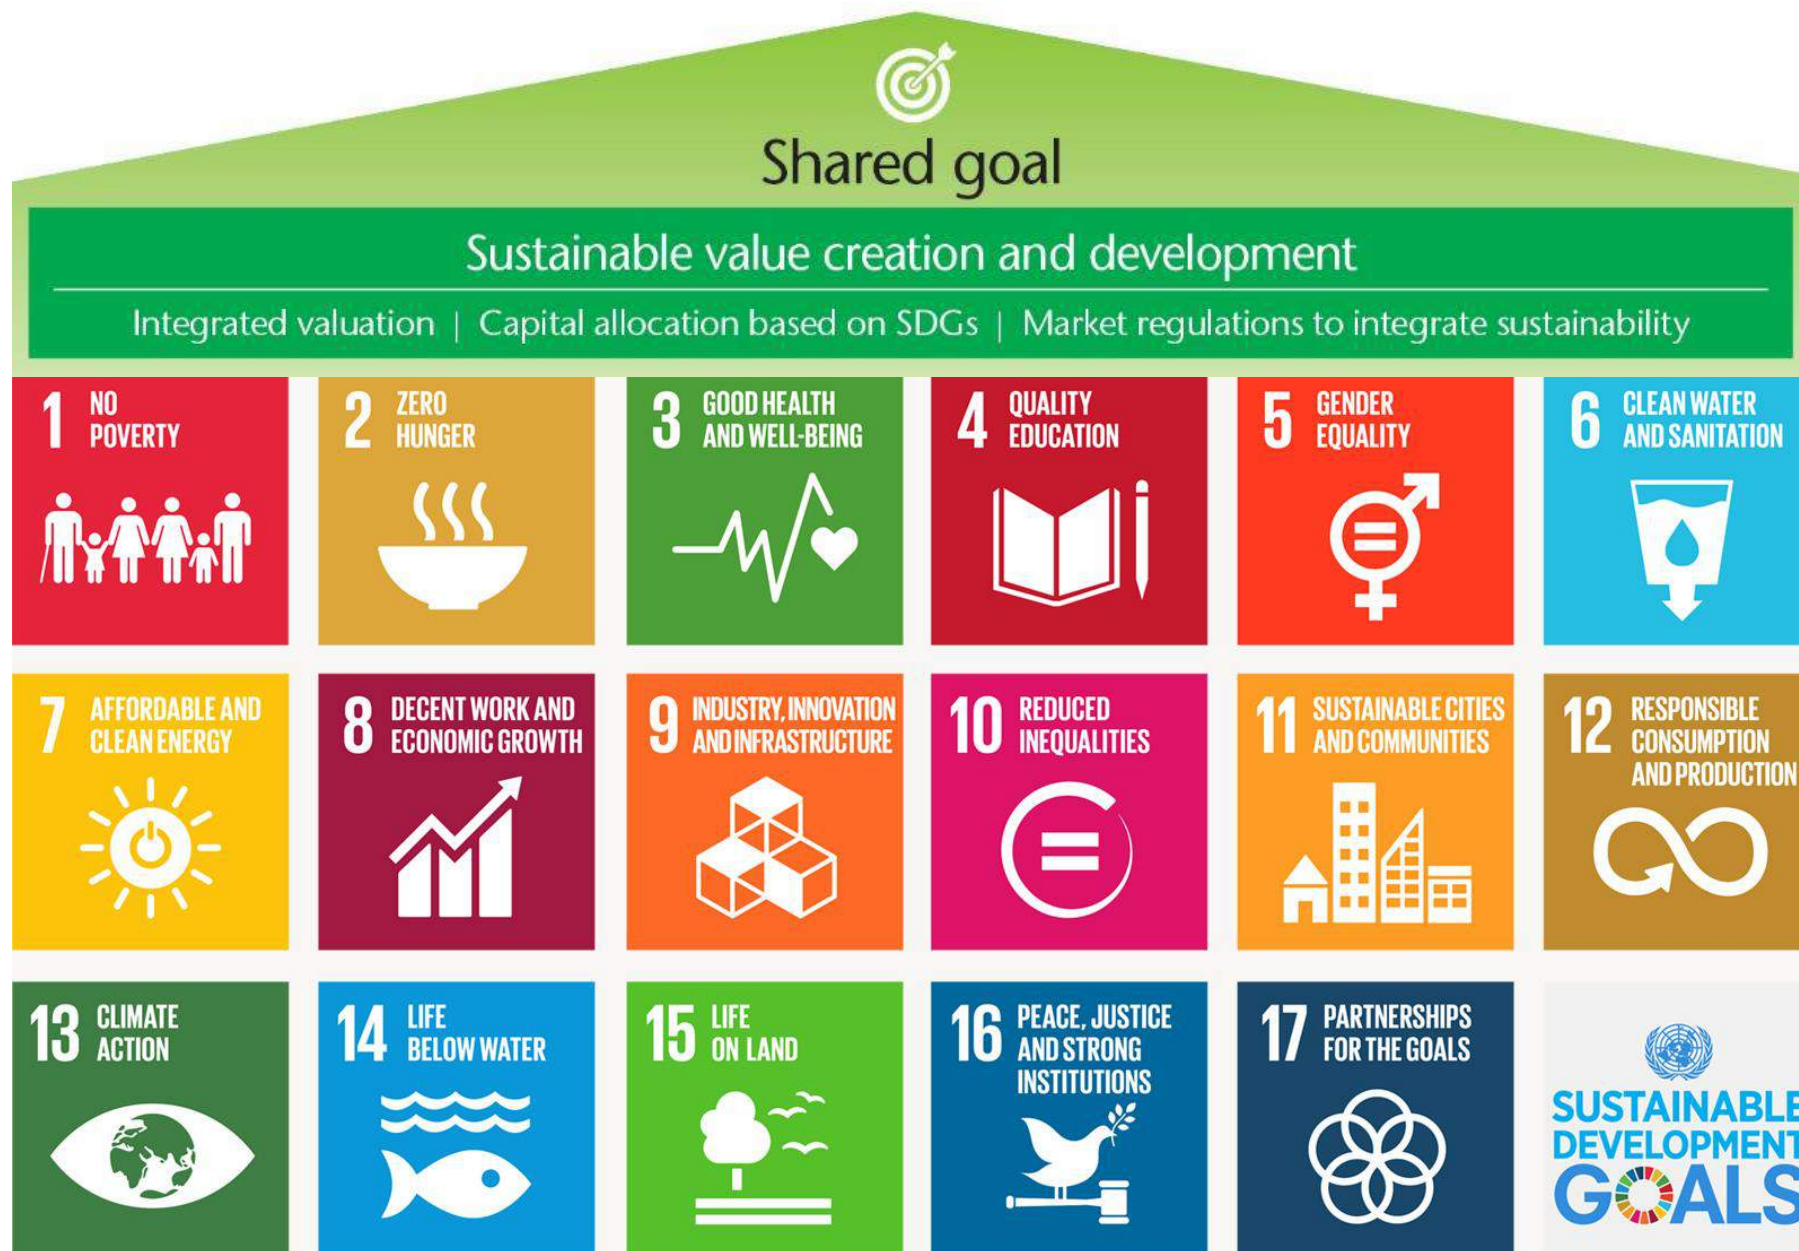 Shared goal
Sustainable value creation and development
Integrated valuation | Capital allocation based on SDGs | Market regulations to integrate sustainability
1 NO
POVERTY
2 ZERO
HUNGER
3 GOOD HEALTH
AND WELL-BEING
4 QUALITY
EDUCATION
5 GENDER
EQUALITY
6 CLEAN WATER
AND SANITATION
7 AFFORDABLE AND
CLEAN ENERGY
8 DECENT WORK AND
ECONOMIC GROWTH
9 INDUSTRY, INNOVATION
AND INFRASTRUCTURE
10 REDUCED
INEQUALITIES
11 SUSTAINABLE CITIES
AND COMMUNITIES
12 RESPONSIBLE
CONSUMPTION
AND PRODUCTION
13 CLIMATE
ACTION
14 LIFE
BELOW WATER
15 LIFE
ON LAND
16 PEACE, JUSTICE
AND STRONG
INSTITUTIONS
17 PARTNERSHIPS
FOR THE GOALS
SUSTAINABLE
DEVELOPMENT
GOALS